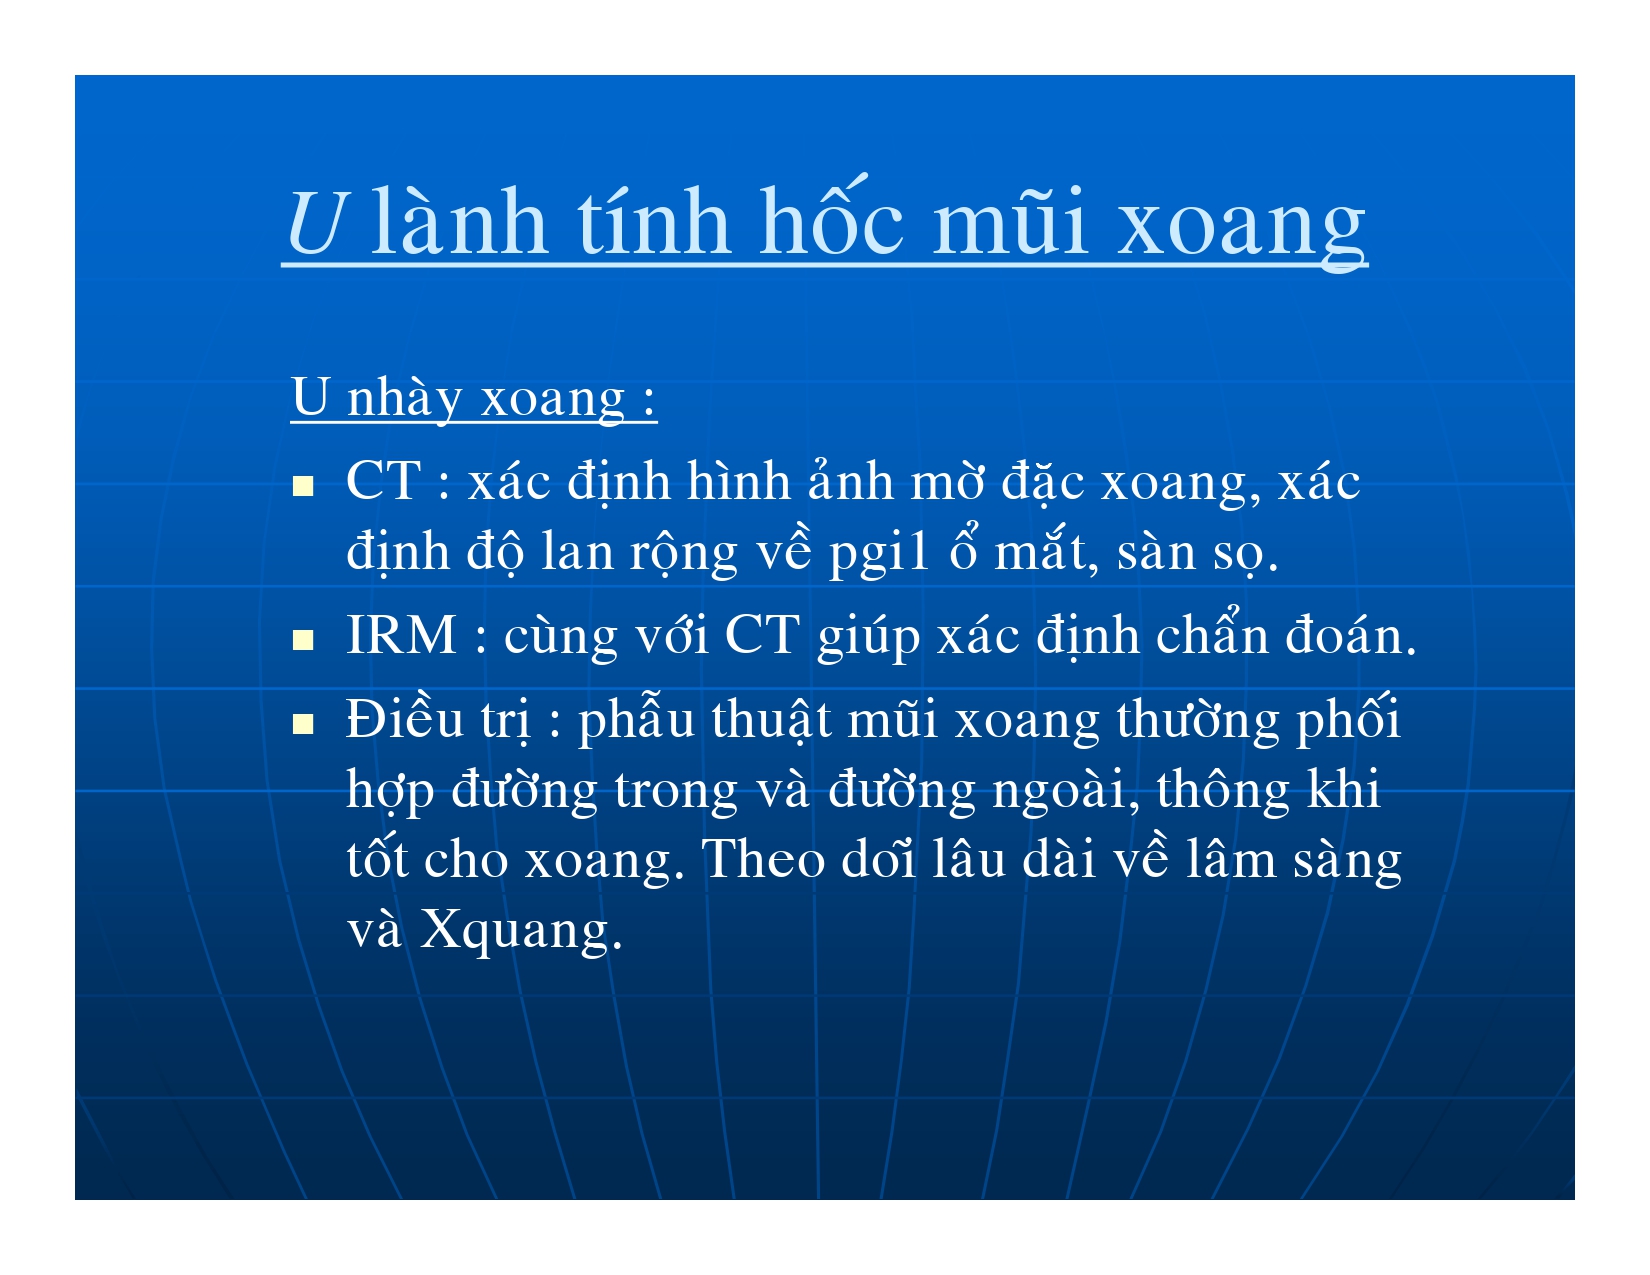 U lành tính hốc mũi xoang
U nhày xoang :
CT : xác định hình ảnh mờ đặc xoang, xác
định độ lan rộng về pgi1 ổ mắt, sàn sọ.
IRM : cùng với CT giúp xác định chẩn đoán.
Điều trị : phẫu thuật mũi xoang thường phối
hợp đường trong và đường ngoài, thông khi
tốt cho xoang. Theo doĩ lâu dài về lâm sàng
và Xquang.